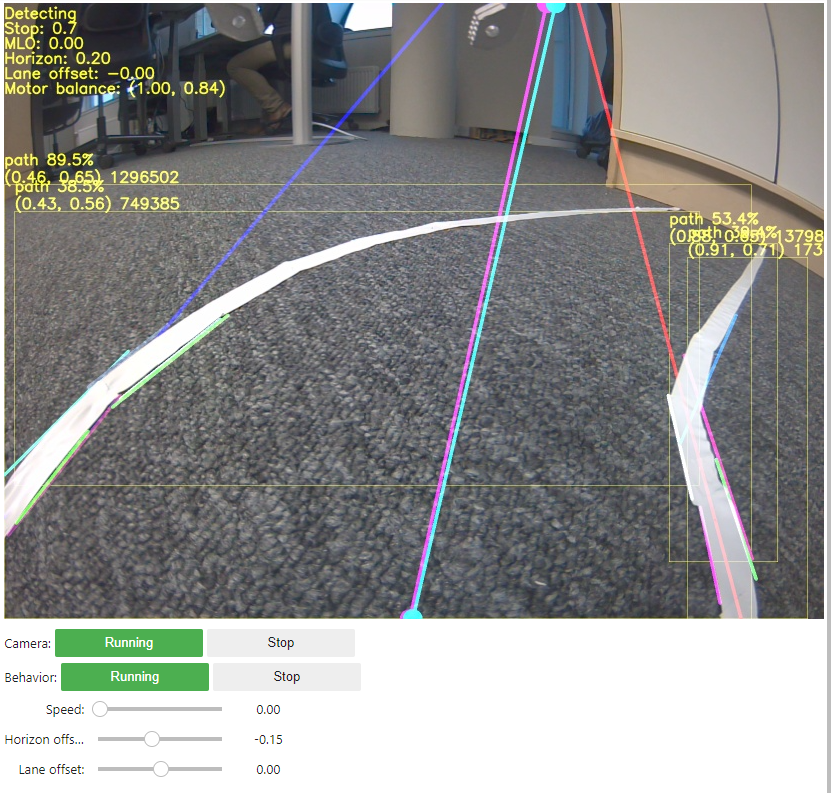 Detecting
Stop: 0.7
MLO: 0.00
Horizon: 0.20
Lane offset: -0.00
Motor balance: (1.00, 0.84)
path 89.5%
(0.46, 0.65) 1296502
path 38.5%
(0.43, 0.56) 749385
path 53.4%
(0.91, 0.71) 173
Camera: Running Stop
Behavior: Running Stop
Speed: 0.00
Horizon offs... -0.15
Lane offset: 0.00